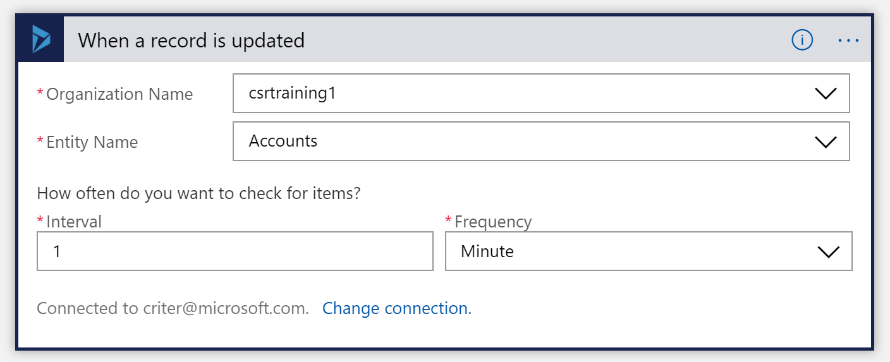 When a record is updated
* Organization Name csrtraining1
* Entity Name Accounts
How often do you want to check for items?
* Interval * Frequency
1 Minute
Connected to criter@microsoft.com. Change connection.